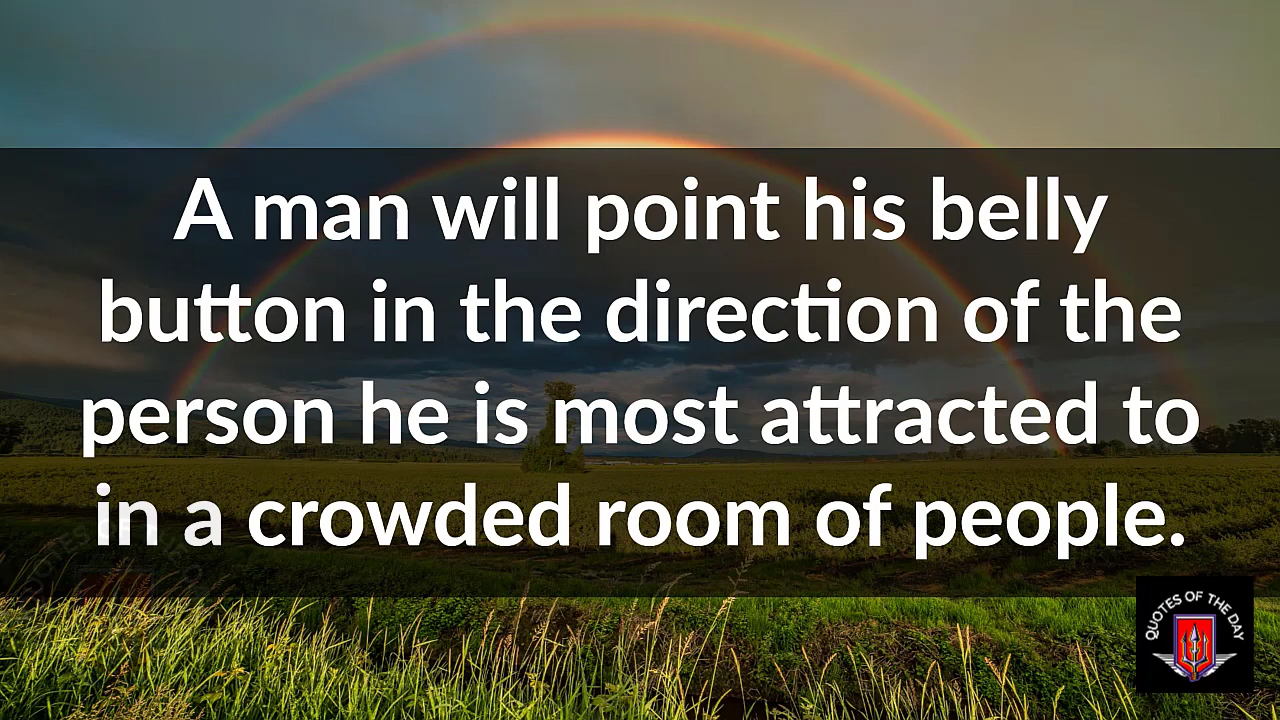 A man will point his belly
button in the direction of the
person he is most attracted to
in a crowded room of people.
QUOTES OF THE DAY